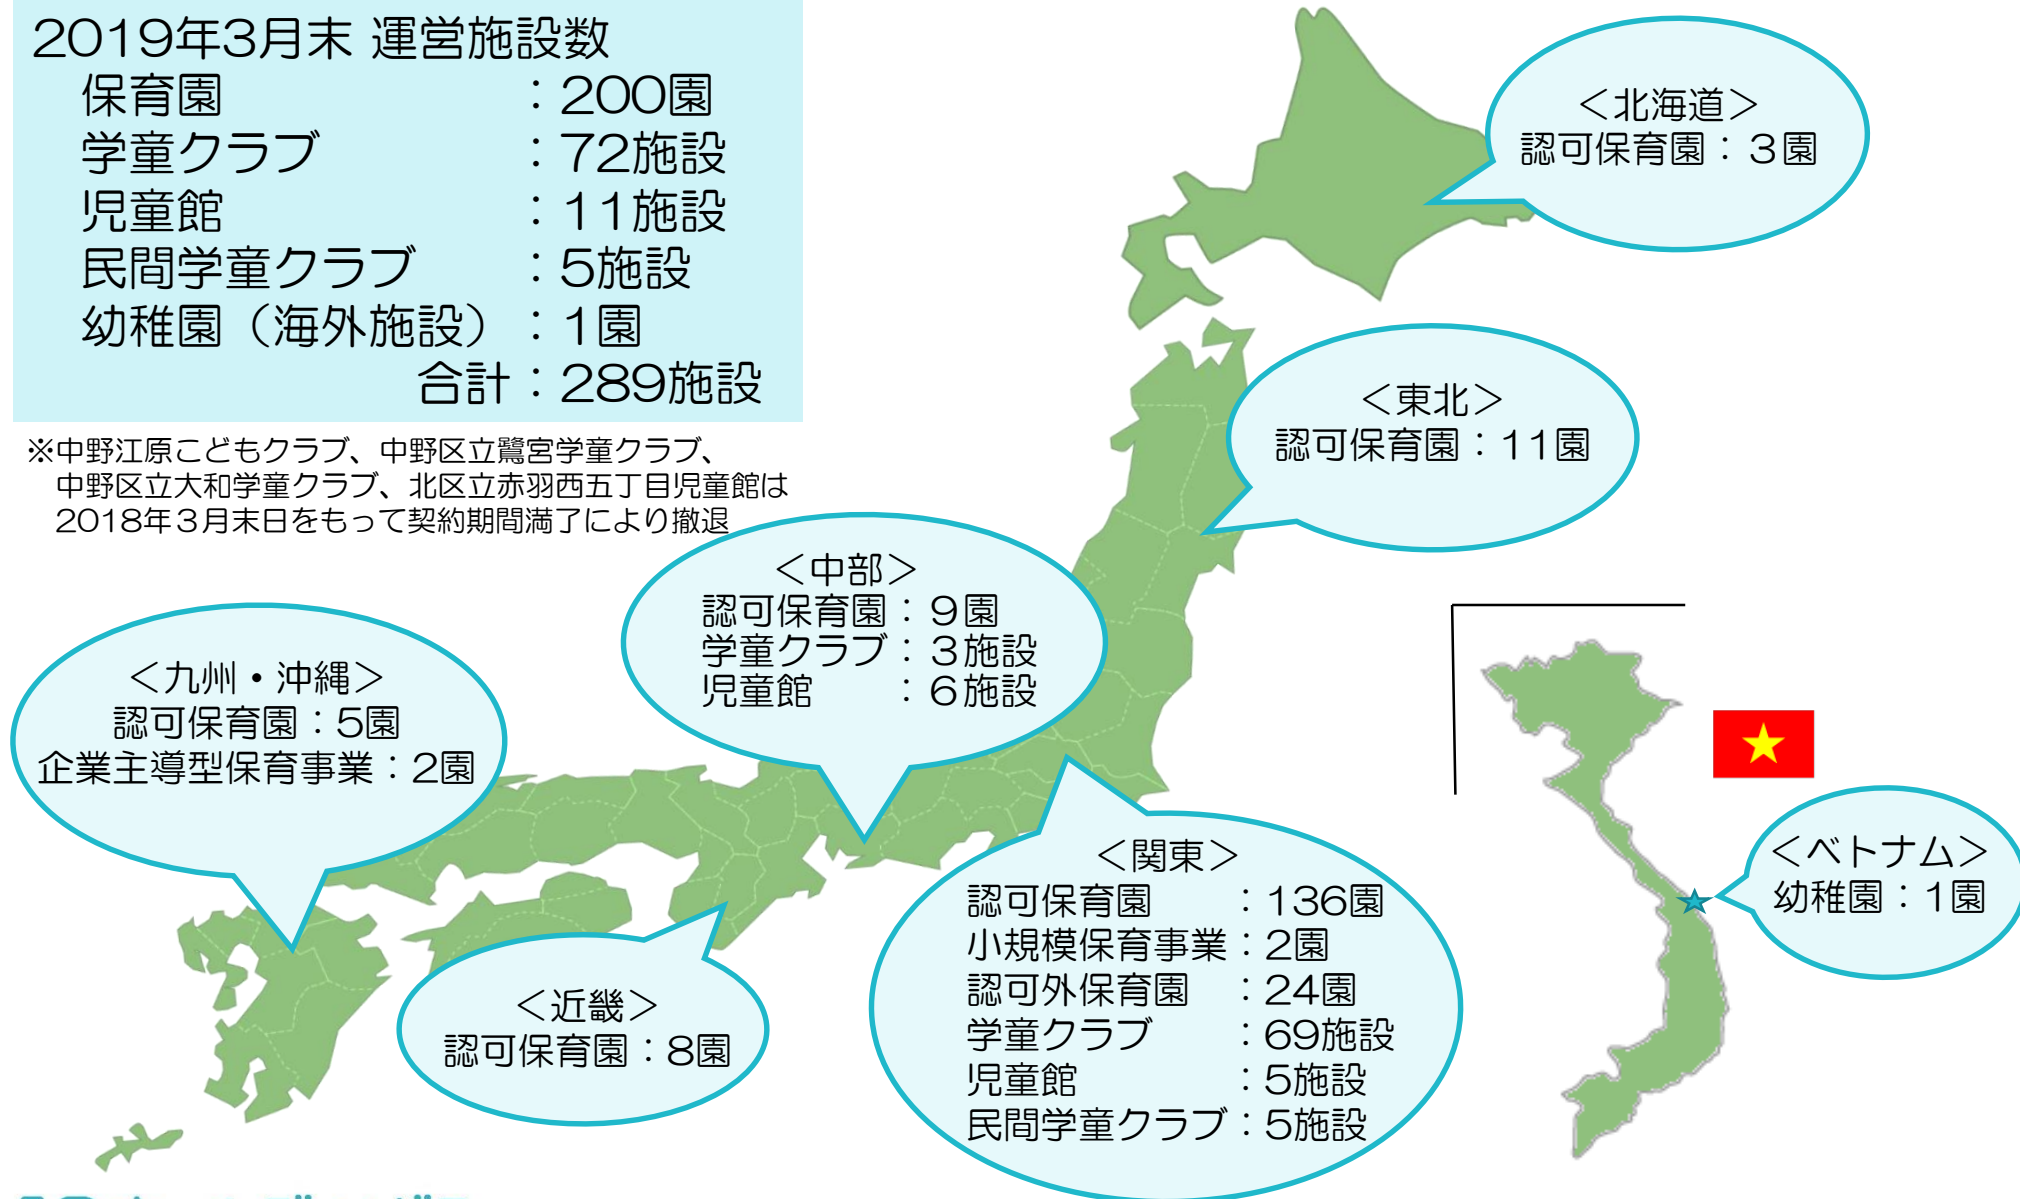 2019年3月末 運営施設数
保育園 ：200園
学童クラブ ：72施設
児童館 ：11施設
民間学童クラブ ：5施設
幼稚園（海外施設）：1園
合計：289施設
※中野江原こどもクラブ、中野区立鷺宮学童クラブ、
中野区立大和学童クラブ、北区立赤羽西五丁目児童館は
2018年３月末日をもって契約期間満了により撤退
＜北海道＞
認可保育園：３園
＜東北＞
認可保育園：11園
＜中部＞
認可保育園：９園
学童クラブ：３施設
児童館 ：６施設
＜九州・沖縄＞
認可保育園：5園
企業主導型保育事業：2園
＜近畿＞
認可保育園：8園
＜関東＞
認可保育園 ：136園
小規模保育事業：2園
認可外保育園 ：24園
学童クラブ ：69施設
児童館 ：5施設
民間学童クラブ：5施設
＜ベトナム＞
幼稚園：1園